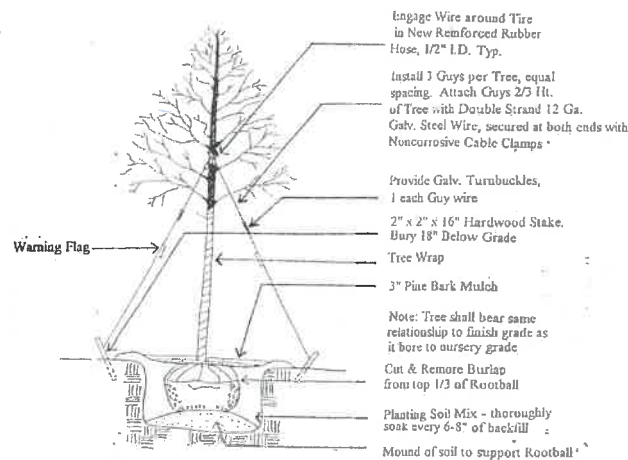 Engage Wire around Tire
in New Reinforced Rubber
Hose, 1/2" I.D. Typ.
Install 3 Guys per Tree, equal
spacing. Attach Guys 2/3 Ht.
of Tree with Double Strand 12 Ga.
Galv. Steel Wire, secured at both ends with
Noncorrosive Cable Clamps
Provide Galv. Turnbuckles,
1 each Guy wire
2" x 2" x 16" Hardwood Stake.
Bury 18" Below Grade
Warning Flag
Tree Wrap
3" Pine Bark Mulch
Note: Tree shall bear same
relationship to finish grade as
it bore to nursery grade
Cut & Remore Burlap
from top 1/3 of Rootball
Planting Soil Mix - thoroughly
soak every 6-8" of backfill
Mound of soil to support Rootball